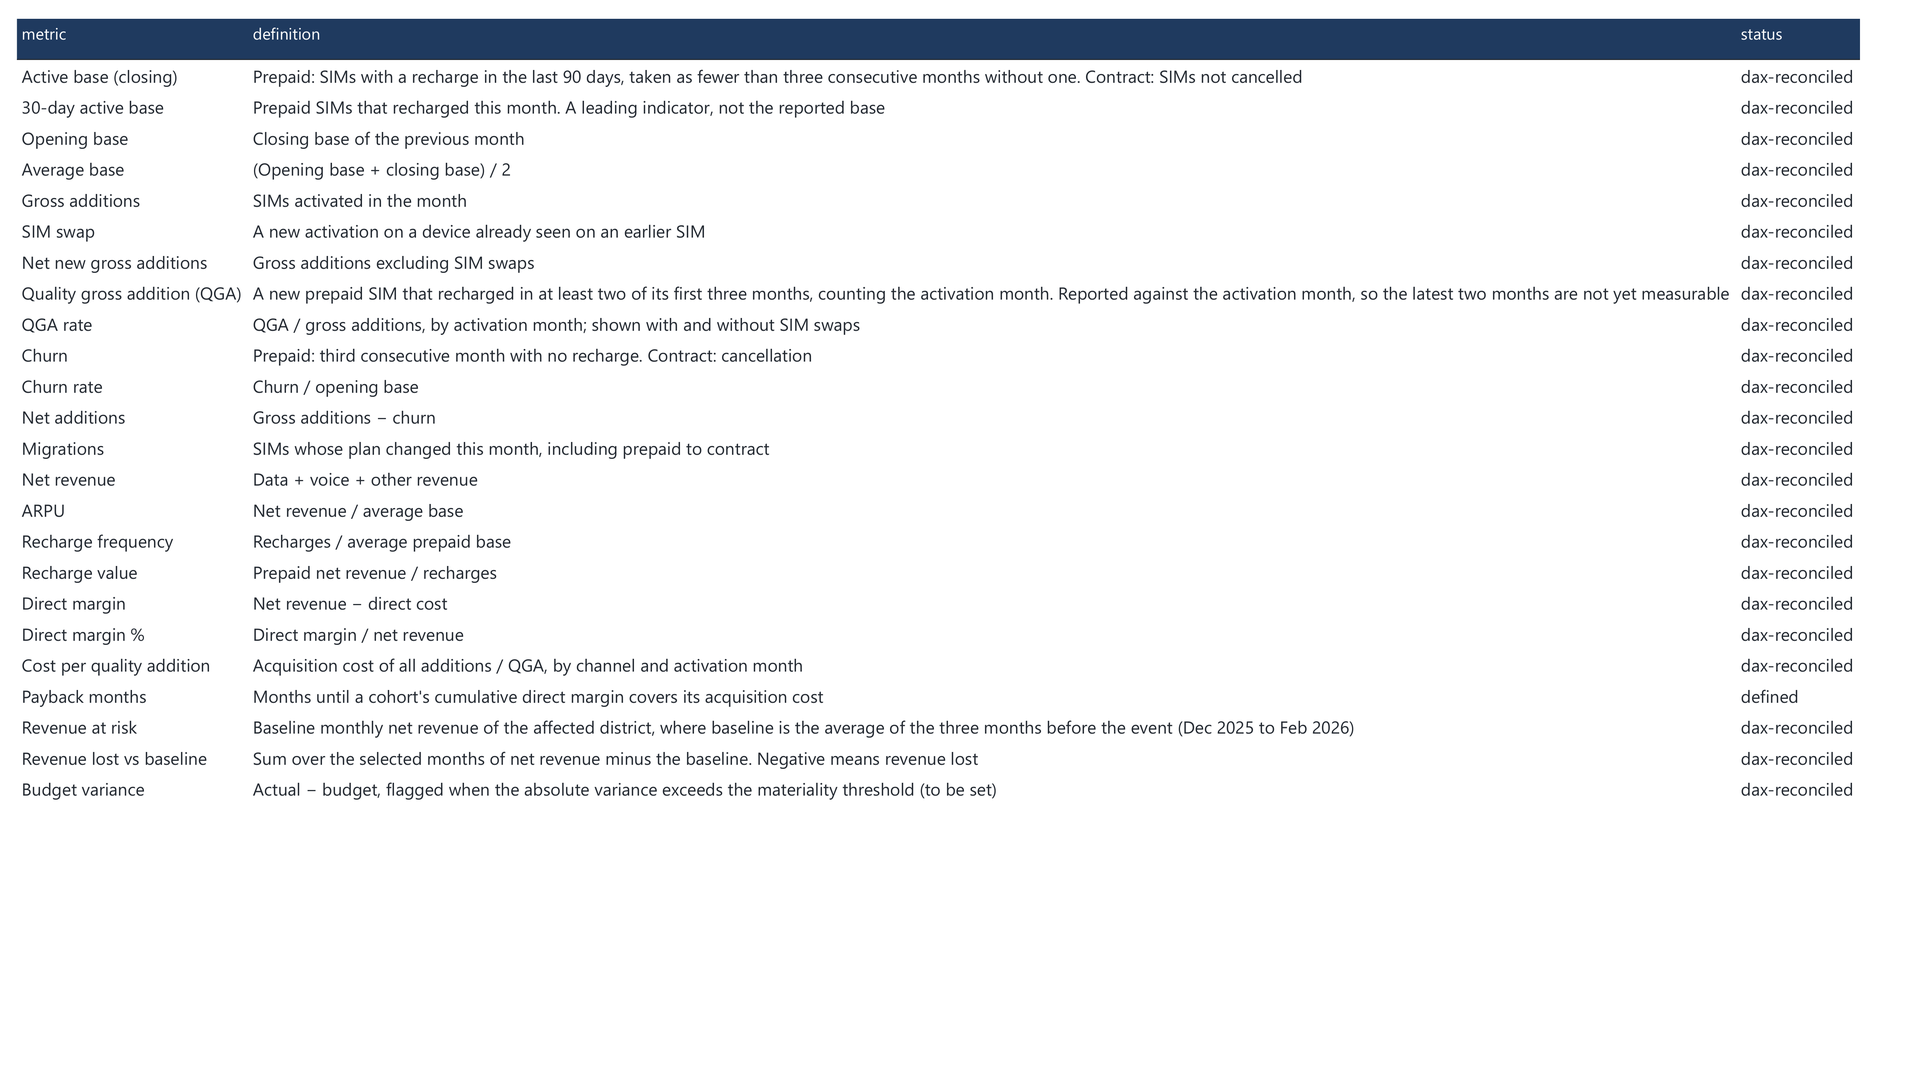 metric definition status
Active base (closing) Prepaid: SIMs with a recharge in the last 90 days, taken as fewer than three consecutive months without one. Contract: SIMs not cancelled dax-reconciled
30-day active base Prepaid SIMs that recharged this month. A leading indicator, not the reported base dax-reconciled
Opening base Closing base of the previous month dax-reconciled
Average base (Opening base + closing base) / 2 dax-reconciled
Gross additions SIMs activated in the month dax-reconciled
SIM swap A new activation on a device already seen on an earlier SIM dax-reconciled
Net new gross additions Gross additions excluding SIM swaps dax-reconciled
Quality gross addition (QGA) A new prepaid SIM that recharged in at least two of its first three months, counting the activation month. Reported against the activation month, so the latest two months are not yet measurable dax-reconciled
QGA rate QGA / gross additions, by activation month; shown with and without SIM swaps dax-reconciled
Churn Prepaid: third consecutive month with no recharge. Contract: cancellation dax-reconciled
Churn rate Churn / opening base dax-reconciled
Net additions Gross additions − churn dax-reconciled
Migrations SIMs whose plan changed this month, including prepaid to contract dax-reconciled
Net revenue Data + voice + other revenue dax-reconciled
ARPU Net revenue / average base dax-reconciled
Recharge frequency Recharges / average prepaid base dax-reconciled
Recharge value Prepaid net revenue / recharges dax-reconciled
Direct margin Net revenue − direct cost dax-reconciled
Direct margin % Direct margin / net revenue dax-reconciled
Cost per quality addition Acquisition cost of all additions / QGA, by channel and activation month dax-reconciled
Payback months Months until a cohort's cumulative direct margin covers its acquisition cost defined
Revenue at risk Baseline monthly net revenue of the affected district, where baseline is the average of the three months before the event (Dec 2025 to Feb 2026) dax-reconciled
Revenue lost vs baseline Sum over the selected months of net revenue minus the baseline. Negative means revenue lost dax-reconciled
Budget variance Actual − budget, flagged when the absolute variance exceeds the materiality threshold (to be set) dax-reconciled